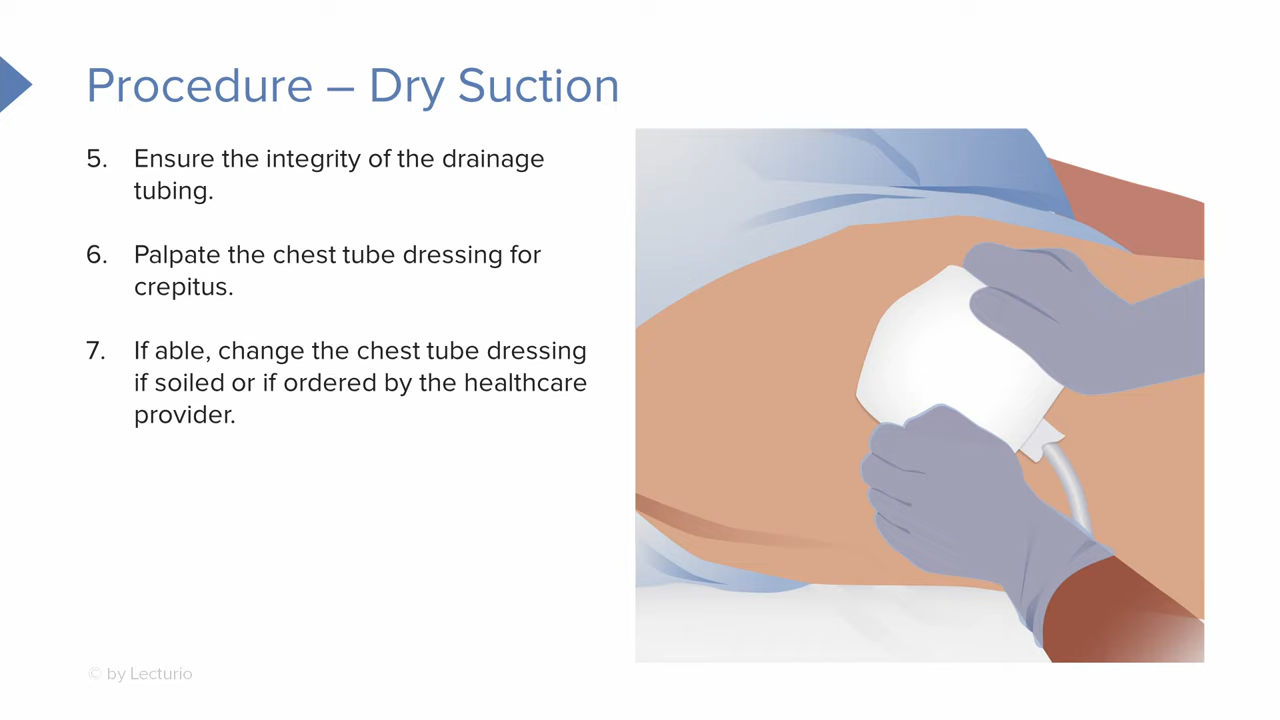 Procedure – Dry Suction
5. Ensure the integrity of the drainage
tubing.
6. Palpate the chest tube dressing for
crepitus.
7. If able, change the chest tube dressing
if soiled or if ordered by the healthcare
provider.
© by Lecturio